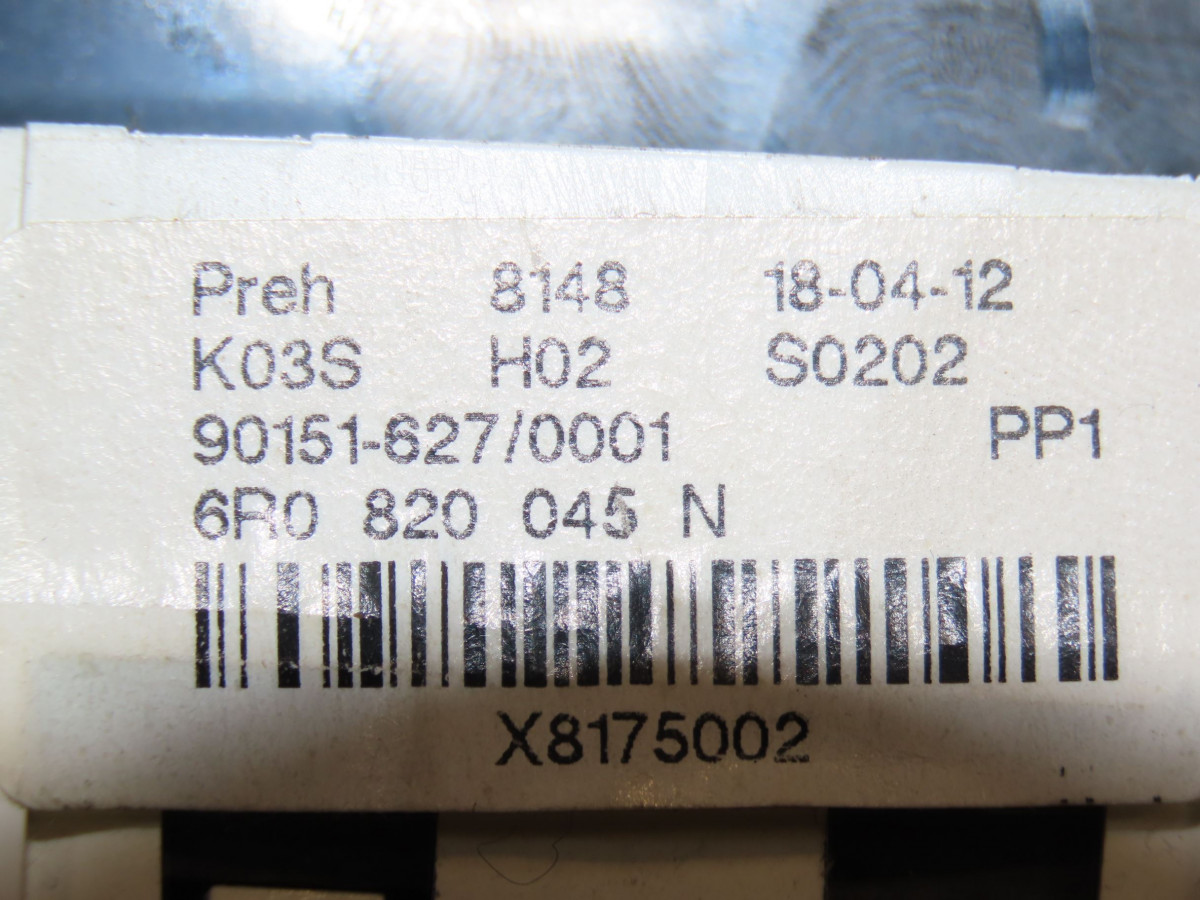 Preh 8148 18-04-12
K03S H02 S0202
90151-627/0001 PP1
6R0 820 045 N
X8175002